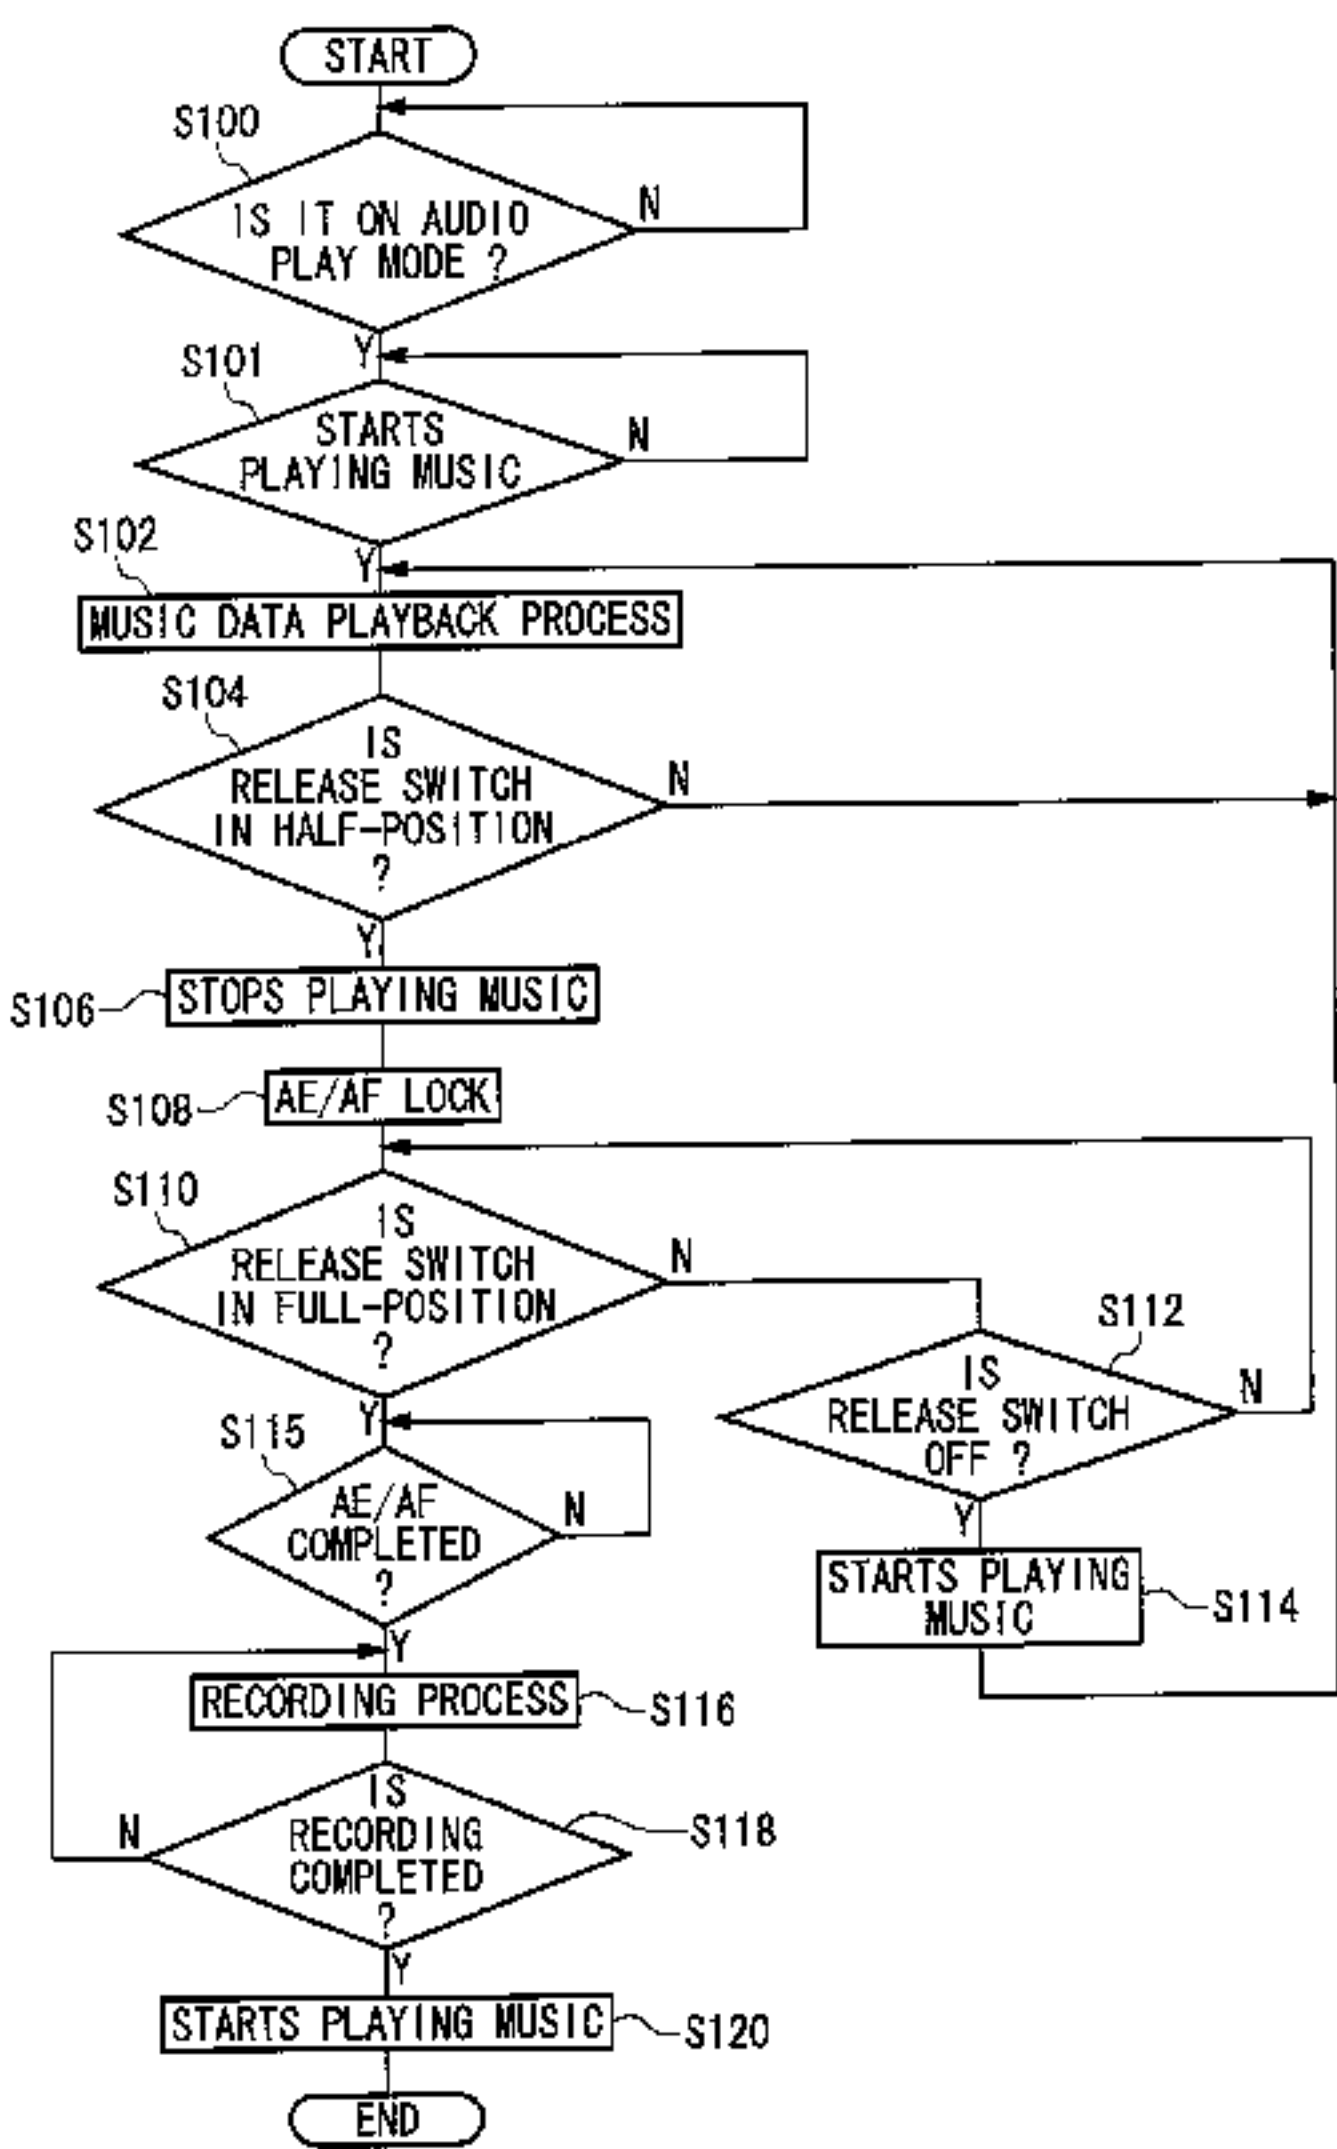 START
S100
IS IT ON AUDIO
PLAY MODE ?
N
Y
S101
STARTS
PLAYING MUSIC
N
Y
S102
MUSIC DATA PLAYBACK PROCESS
S104
IS
RELEASE SWITCH
IN HALF-POSITION
?
N
Y
S106
STOPS PLAYING MUSIC
S108
AE/AF LOCK
S110
IS
RELEASE SWITCH
IN FULL-POSITION
?
N
Y
S112
IS
RELEASE SWITCH
OFF ?
N
Y
STARTS PLAYING
MUSIC
S114
S115
AE/AF
COMPLETED
?
N
Y
RECORDING PROCESS
S116
IS
RECORDING
COMPLETED
?
S118
N
Y
STARTS PLAYING MUSIC
S120
END